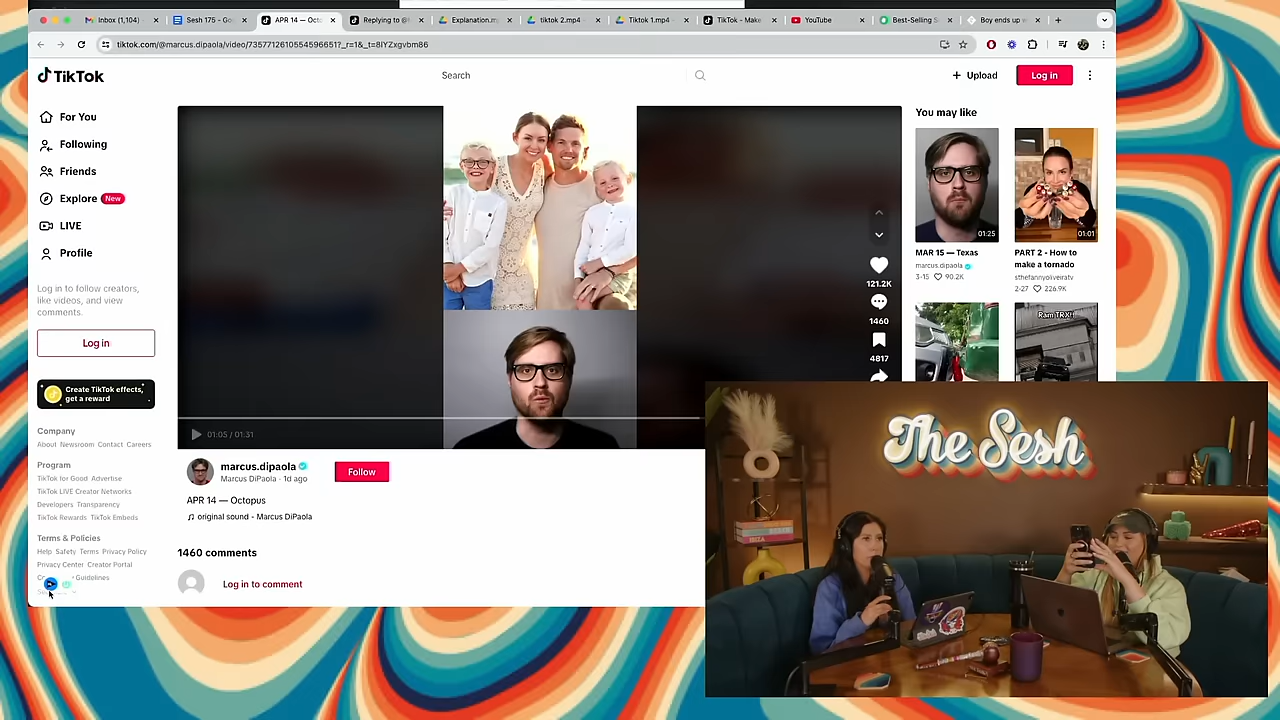 Inbox (1,104)
Sesh 175 - Go
APR 14 — Octo
Replying to @
Explanation.m
tiktok 2.mp4
Tiktok 1.mp4
TikTok - Make
YouTube
Best-Selling S
Boy ends up w
tiktok.com/@marcus.dipaola/video/7357712610554596651?_r=1&_t=8lYZxgvbm86
TikTok
Search
Upload
Log in
For You
Following
Friends
Explore New
LIVE
Profile
Log in to follow creators,
like videos, and view
comments.
Log in
Create TikTok effects,
get a reward
Company
About Newsroom Contact Careers
Program
TikTok for Good Advertise
TikTok LIVE Creator Networks
Developers Transparency
TikTok Rewards TikTok Embeds
Terms & Policies
Help Safety Terms Privacy Policy
Privacy Center Creator Portal
Guidelines
01:05 / 01:31
121.2K
1460
4817
marcus.dipaola
Marcus DiPaola · 1d ago
Follow
APR 14 — Octopus
original sound - Marcus DiPaola
1460 comments
Log in to comment
You may like
01:25
MAR 15 — Texas
marcus.dipaola
3-15 90.2K
01:01
PART 2 - How to
make a tornado
sthefannyoliveiratv
2-27 226.9K
Ram TRX!!
The Sesh
IBIZA